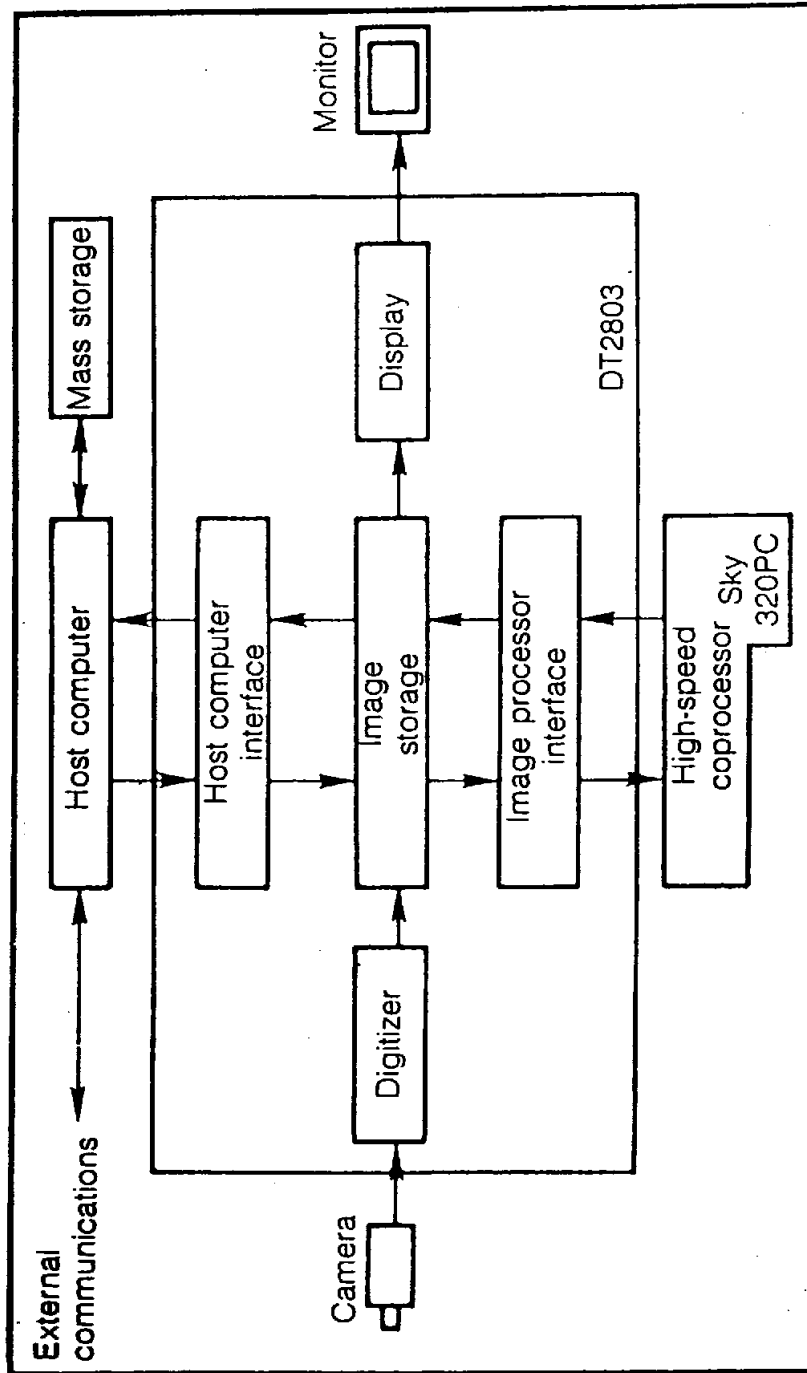 External
communications
Host computer
Mass storage
Host computer
interface
Camera
Digitizer
Image
storage
Display
Monitor
Image processor
interface
DT2803
High-speed
coprocessor
Sky
320PC